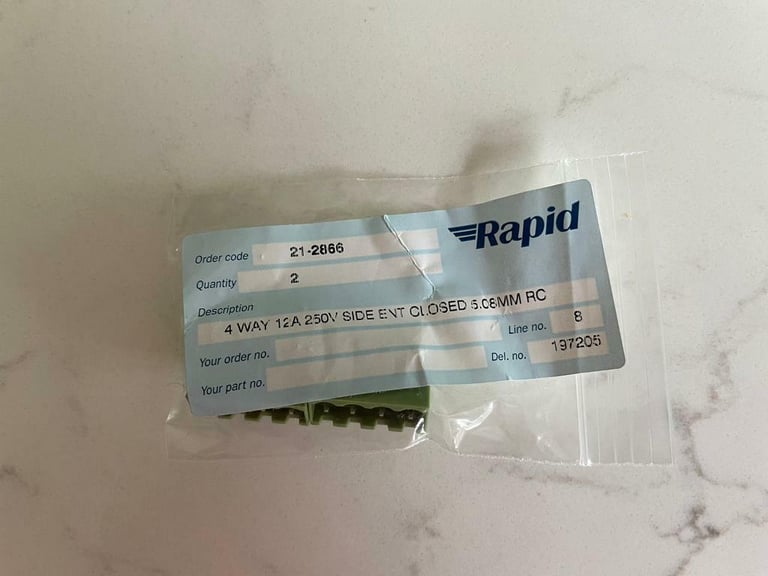 Rapid
Order code 21-2866
Quantity 2
Description
4 WAY 12A 250V SIDE ENT CLOSED 5.08MM RC
Line no. 8
Your order no.
Del. no. 197205
Your part no.